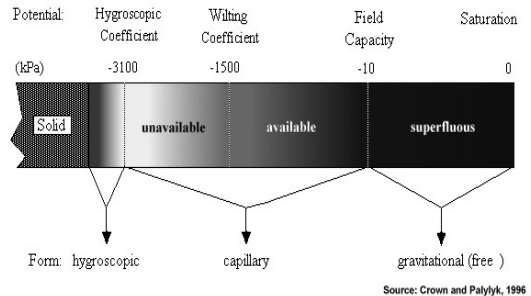 Potential: Hygroscopic Coefficient Wilting Coefficient Field Capacity Saturation
(kPa) -3100 -1500 -10 0
Solid unavailable available superfluous
Form: hygroscopic capillary gravitational (free )
Source: Crown and Palylyk, 1996